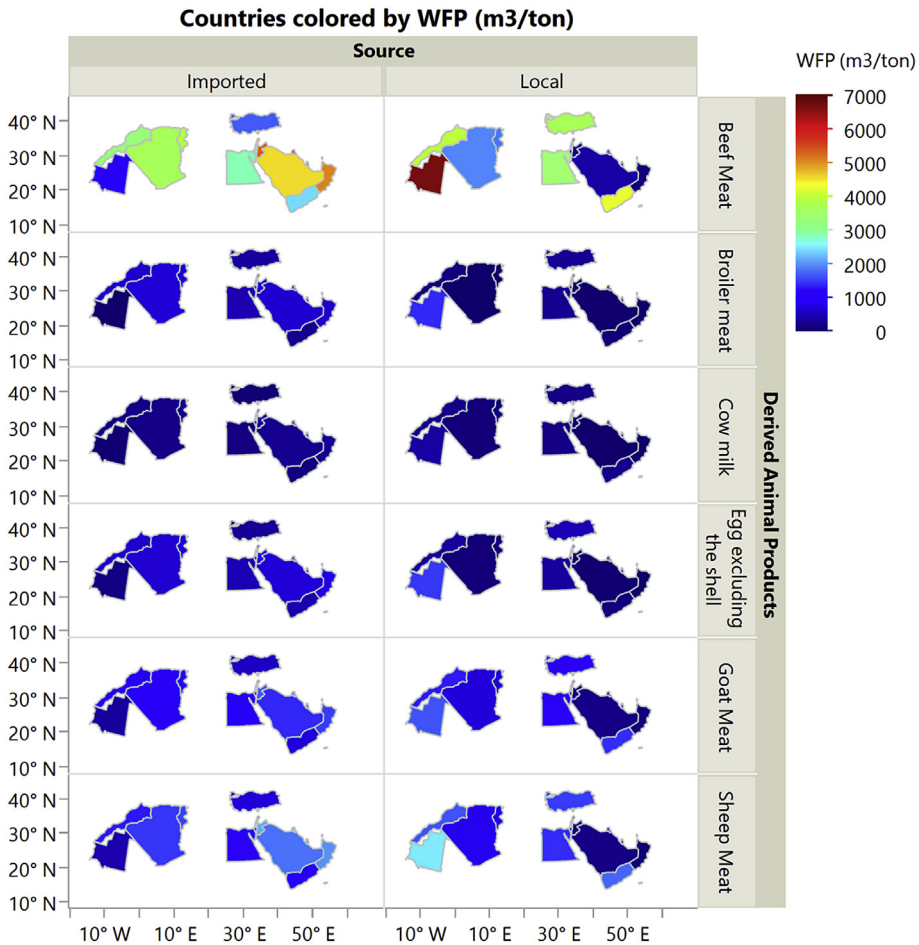 Countries colored by WFP (m3/ton)
Source
Imported
Local
WFP (m3/ton)
7000
6000
5000
4000
3000
2000
1000
0
40° N
30° N
20° N
10° N
Beef Meat
40° N
30° N
20° N
10° N
Broiler meat
40° N
30° N
20° N
10° N
Cow milk
40° N
30° N
20° N
10° N
Egg excluding
the shell
40° N
30° N
20° N
10° N
Goat Meat
40° N
30° N
20° N
10° N
Sheep Meat
Derived Animal Products
10° W
10° E
30° E
50° E
10° W
10° E
30° E
50° E